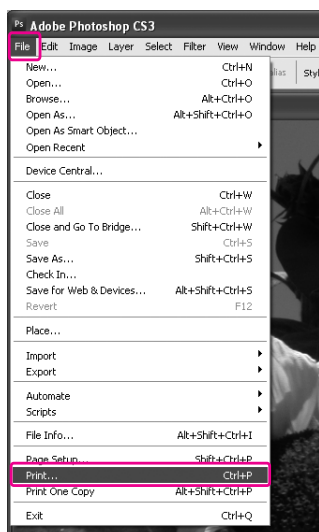 Ps Adobe Photoshop CS3
File Edit Image Layer Select Filter View Window Help
New... Ctrl+N
Open... Ctrl+O
Browse... Alt+Ctrl+O
Open As... Alt+Shift+Ctrl+O
Open As Smart Object...
Open Recent
Device Central...
Close Ctrl+W
Close All Alt+Ctrl+W
Close and Go To Bridge... Shift+Ctrl+W
Save Ctrl+S
Save As... Shift+Ctrl+S
Check In...
Save for Web & Devices... Alt+Shift+Ctrl+S
Revert F12
Place...
Import
Export
Automate
Scripts
File Info... Alt+Shift+Ctrl+I
Page Setup... Shift+Ctrl+P
Print... Ctrl+P
Print One Copy Alt+Shift+Ctrl+P
Exit Ctrl+Q